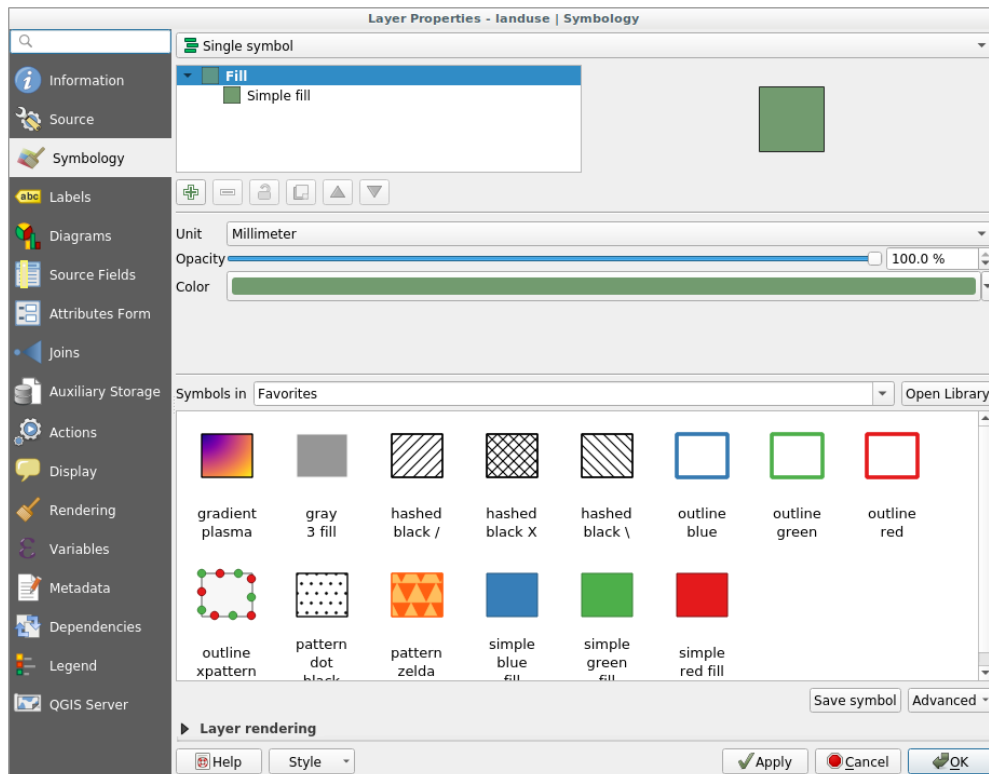 Layer Properties - landuse | Symbology
Information
Source
Symbology
abc Labels
Diagrams
Source Fields
Attributes Form
Joins
Auxiliary Storage
Actions
Display
Rendering
Variables
Metadata
Dependencies
Legend
QGIS Server
Single symbol
Fill
Simple fill
Unit Millimeter
Opacity 100.0 %
Color
Symbols in Favorites Open Library
gradient gray hashed hashed hashed outline outline outline
plasma 3 fill black / black X black \ blue green red
outline pattern pattern simple simple simple
xpattern dot zelda blue green red fill
black fill fill
Save symbol Advanced
Layer rendering
Help Style Apply Cancel OK